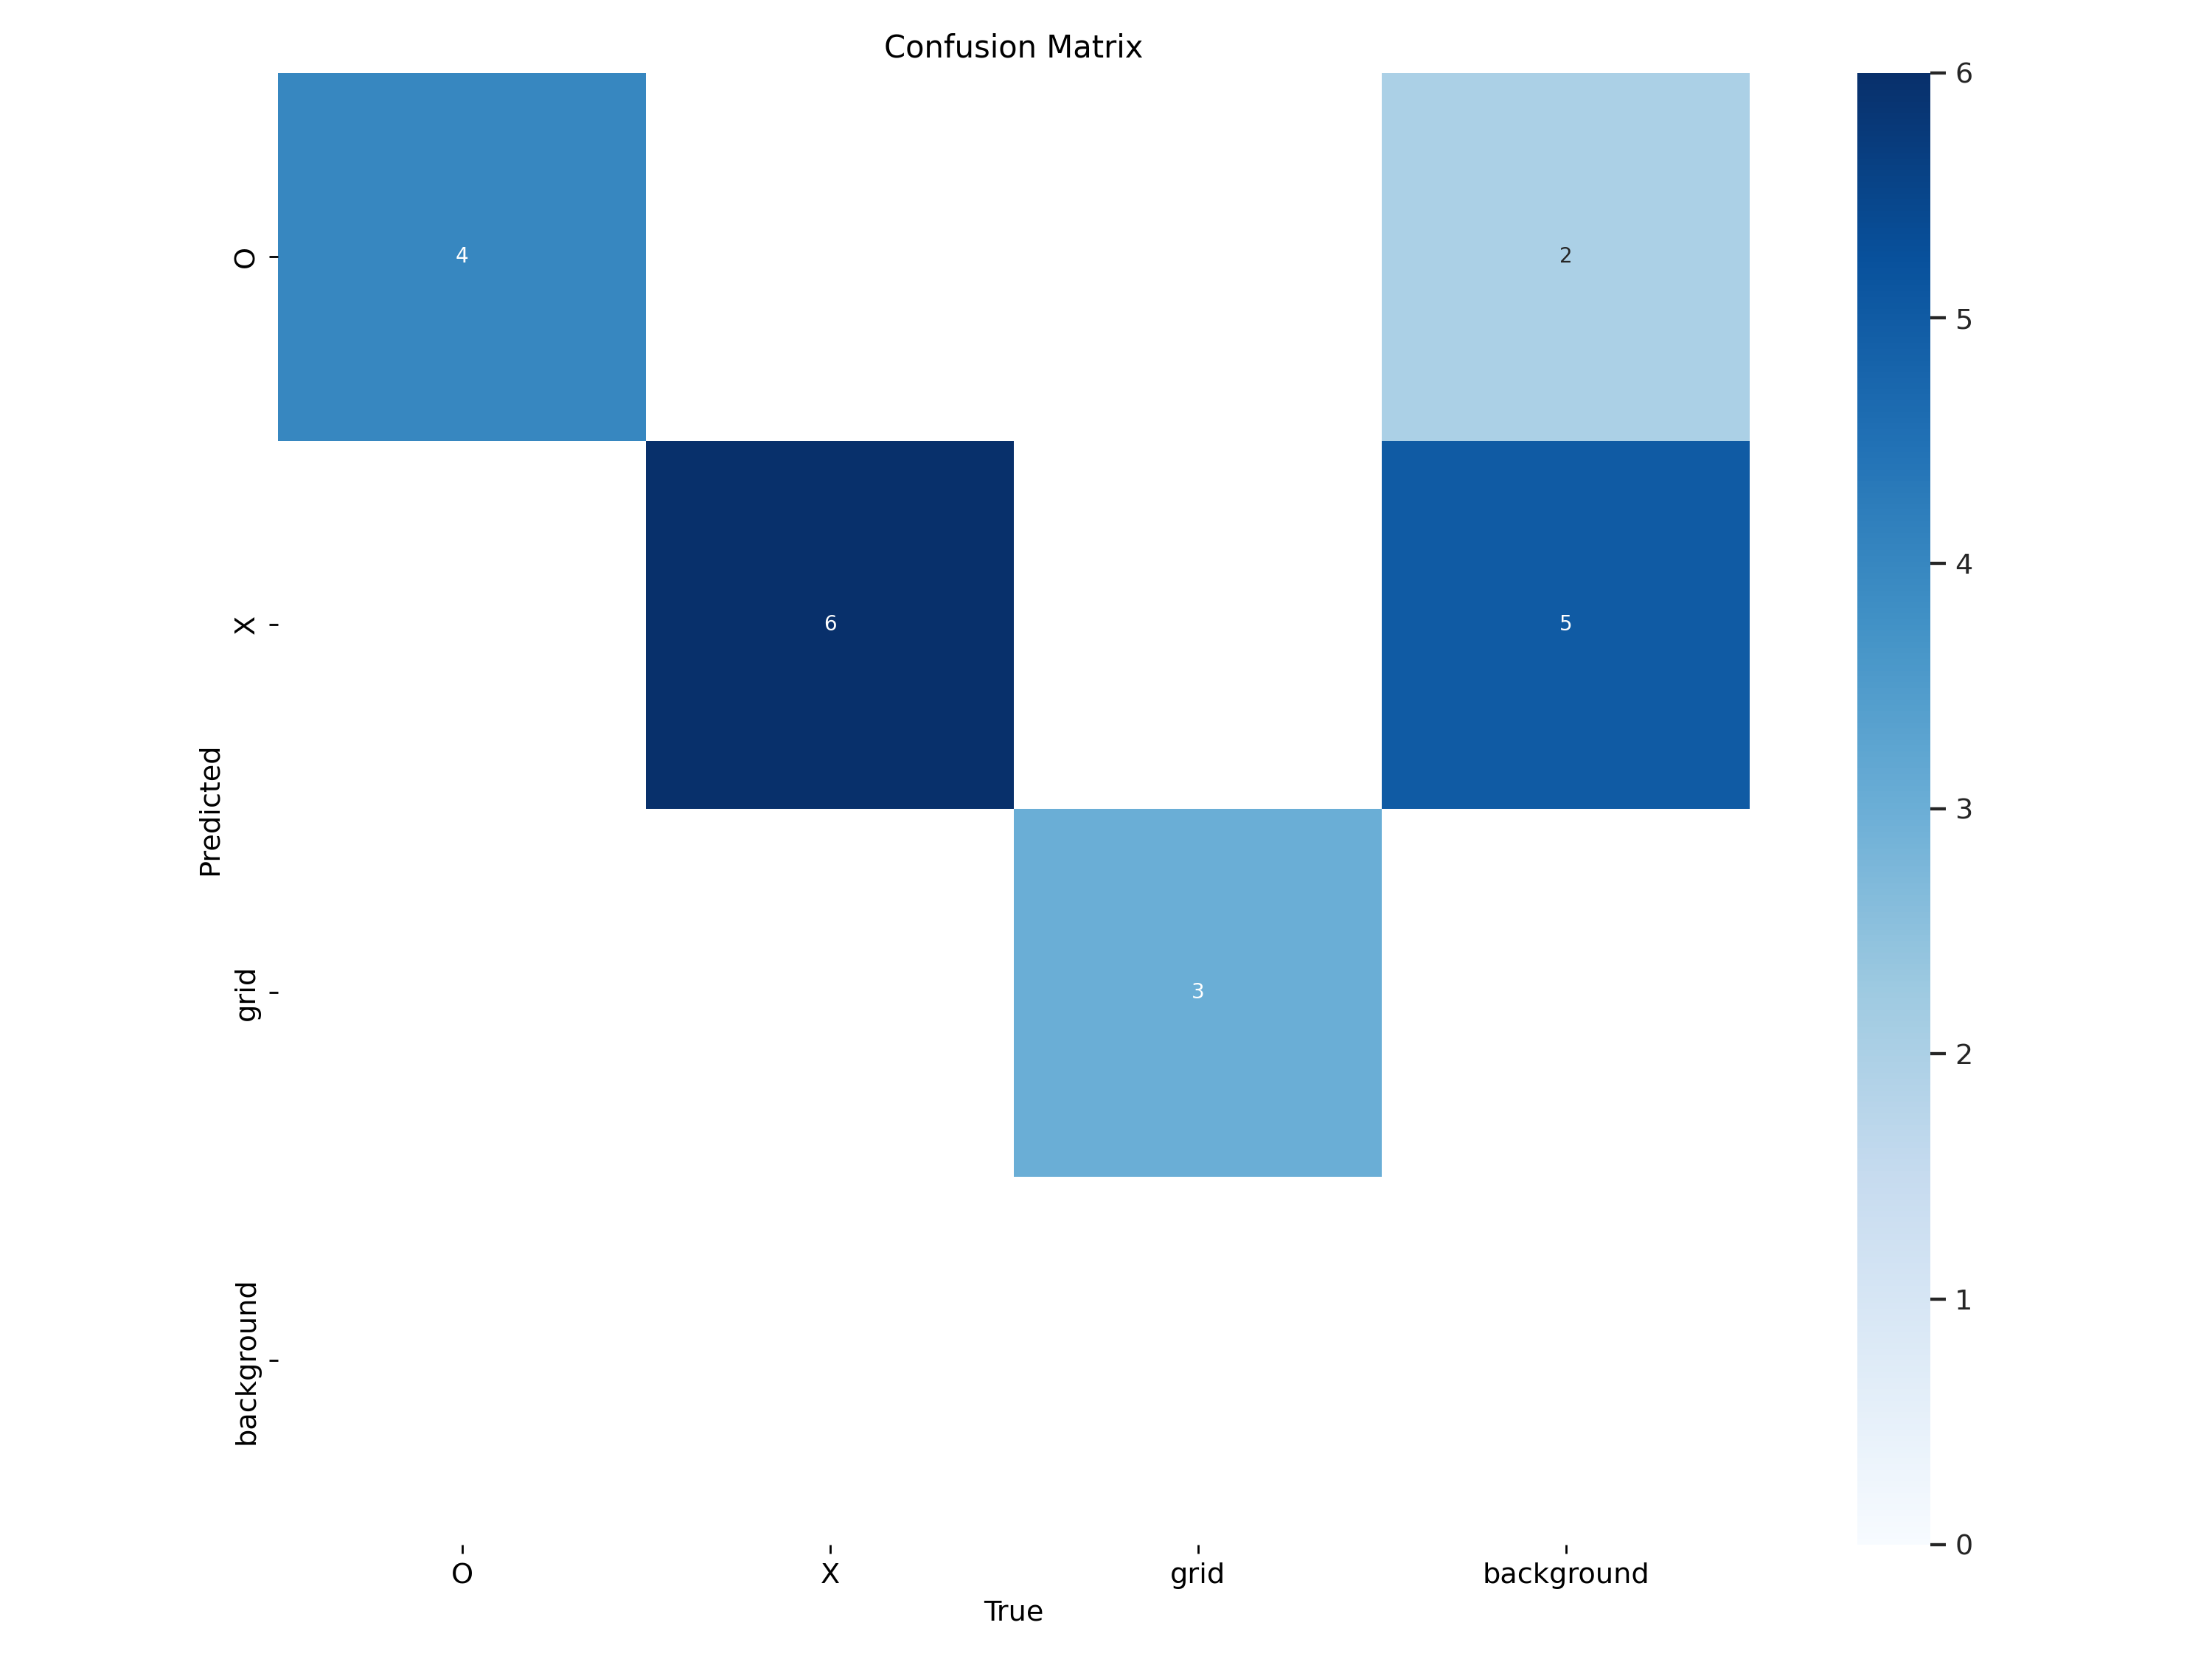 Confusion Matrix
O
4
2
X
6
5
Predicted
grid
3
background
O
X
grid
background
True
6
5
4
3
2
1
0